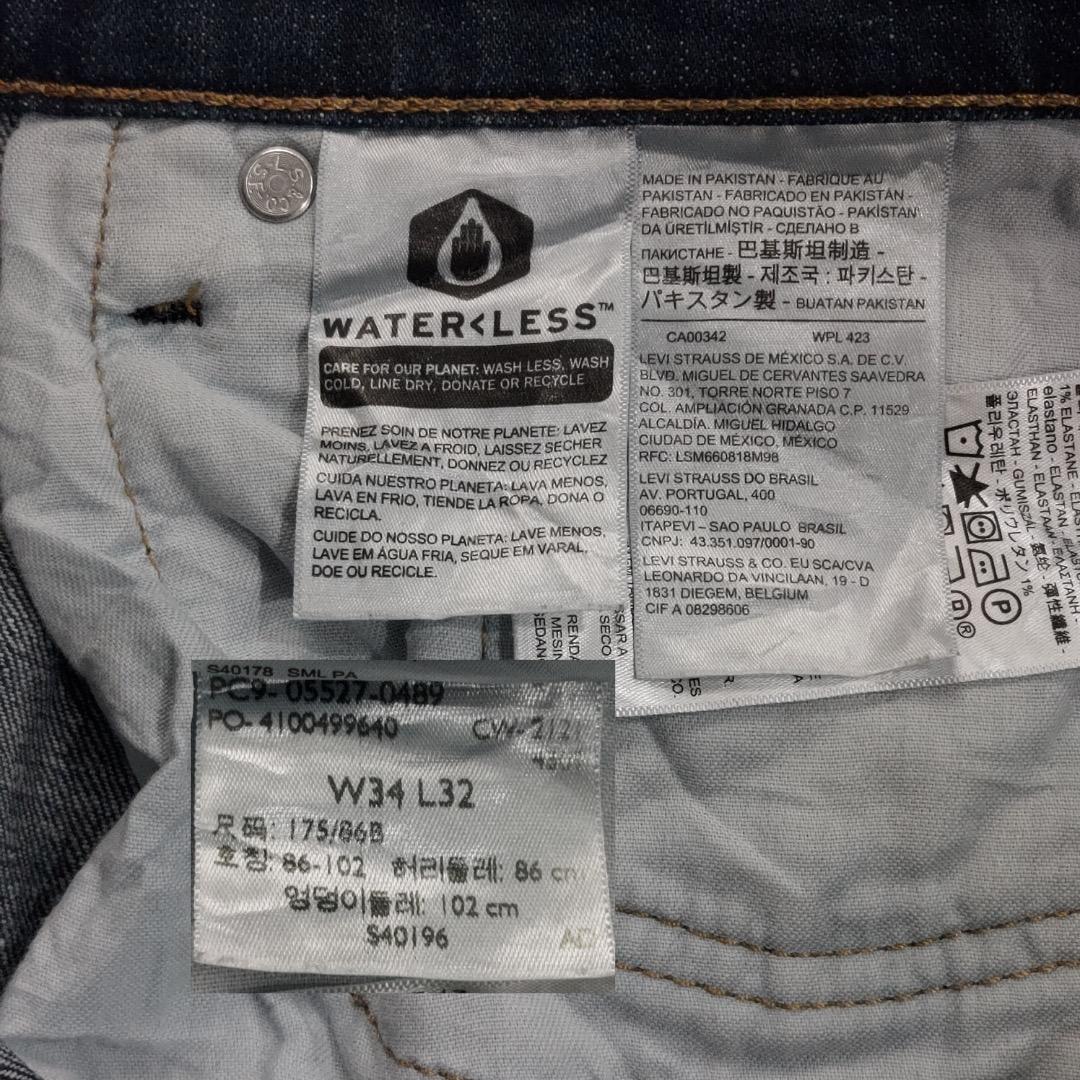 WATER<LESS™
CARE FOR OUR PLANET: WASH LESS, WASH
COLD, LINE DRY, DONATE OR RECYCLE
PRENEZ SOIN DE NOTRE PLANETE: LAVEZ
MOINS, LAVEZ A FROID, LAISSEZ SECHER
NATURELLEMENT, DONNEZ OU RECYCLEZ
CUIDA NUESTRO PLANETA: LAVA MENOS,
LAVA EN FRIO, TIENDE LA ROPA, DONA O
RECICLA.
CUIDE DO NOSSO PLANETA: LAVE MENOS,
LAVE EM ÁGUA FRIA, SEQUE EM VARAL,
DOE OU RECICLE.
MADE IN PAKISTAN - FABRIQUE AU
PAKISTAN - FABRICADO EN PAKISTÁN -
FABRICADO NO PAQUISTÃO - PAKİSTAN'
DA ÜRETİLMİŞTİR - СДЕЛАНО В
ПАКИСТАНЕ - 巴基斯坦制造 -
巴基斯坦製 - 제조국 : 파키스탄 -
パキスタン製 - BUATAN PAKISTAN
CA00342 WPL 423
LEVI STRAUSS DE MÉXICO S.A. DE C.V.
BLVD. MIGUEL DE CERVANTES SAAVEDRA
NO. 301, TORRE NORTE PISO 7
COL. AMPLIACIÓN GRANADA C.P. 11529
ALCALDÍA. MIGUEL HIDALGO
CIUDAD DE MÉXICO, MÉXICO
RFC: LSM660818M98
LEVI STRAUSS DO BRASIL
AV. PORTUGAL, 400
06690-110
ITAPEVI – SAO PAULO BRASIL
CNPJ: 43.351.097/0001-90
LEVI STRAUSS & CO. EU SCA/CVA
LEONARDO DA VINCILAAN, 19 - D
1831 DIEGEM, BELGIUM
CIF A 08298606
1% ELASTANE
elastano
ELASTHAN
ЭЛАСТАН
폴리우레탄 - ポリウレタン 1%
P
S40178 SML PA
PC9- 05527-0489
PO- 4100499640
W34 L32
尺码: 175/86B
호칭: 86-102 허리둘레: 86 cm
엉덩이둘레: 102 cm
S40196